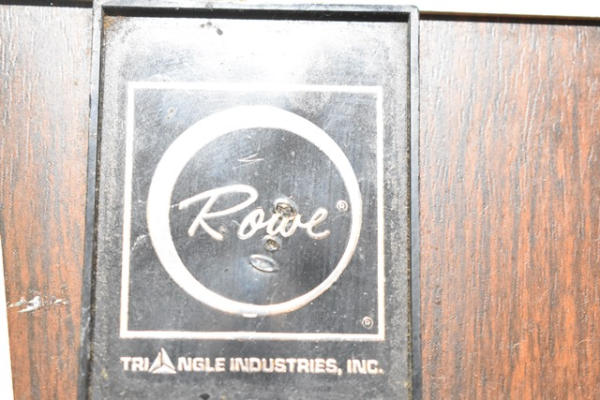 Rowe ®
®
TRIANGLE INDUSTRIES, INC.